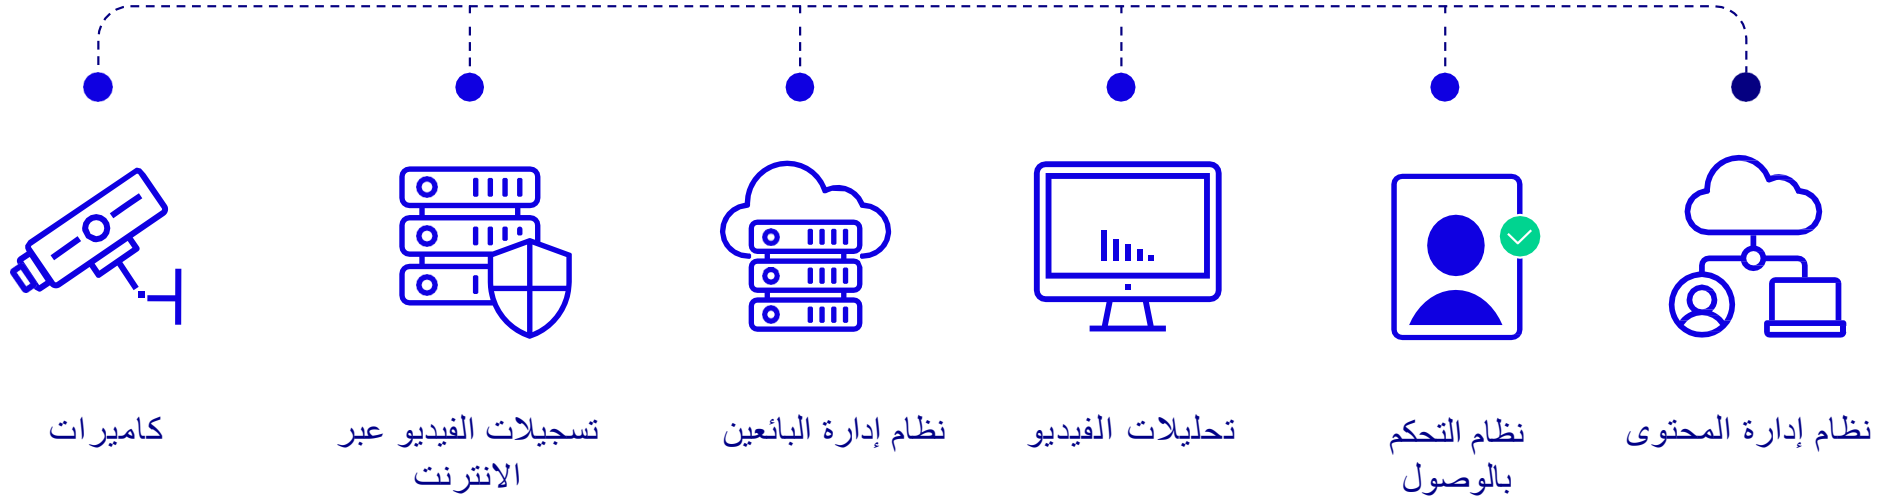 نظام إدارة المحتوى
نظام التحكم
بالوصول
تحليلات الفيديو
نظام إدارة البائعين
تسجيلات الفيديو عبر
الانترنت
كاميرات